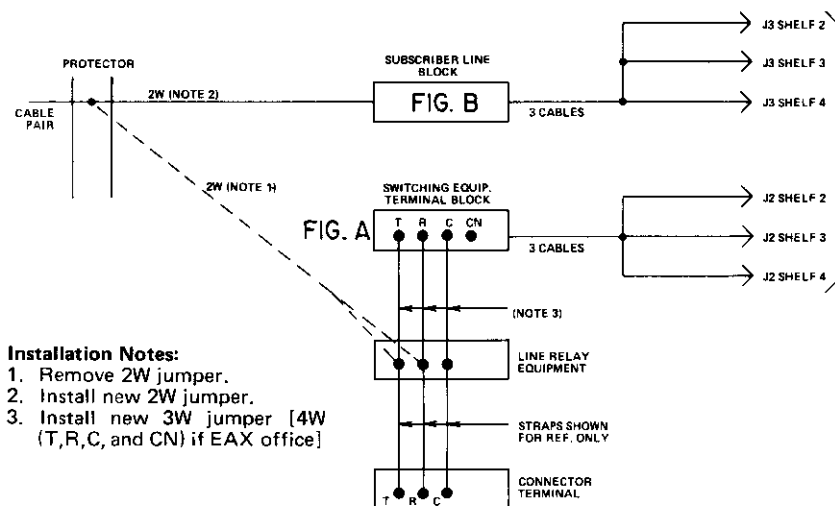 J3 SHELF 2
PROTECTOR
SUBSCRIBER LINE
BLOCK
J3 SHELF 3
2W (NOTE 2)
FIG. B
CABLE
PAIR
3 CABLES
J3 SHELF 4
2W (NOTE 1)
SWITCHING EQUIP.
TERMINAL BLOCK
J2 SHELF 2
FIG. A
T R C CN
J2 SHELF 3
3 CABLES
J2 SHELF 4
(NOTE 3)
Installation Notes:
1. Remove 2W jumper.
2. Install new 2W jumper.
3. Install new 3W jumper [4W
(T,R,C, and CN) if EAX office]
LINE RELAY
EQUIPMENT
STRAPS SHOWN
FOR REF. ONLY
CONNECTOR
TERMINAL
T R C